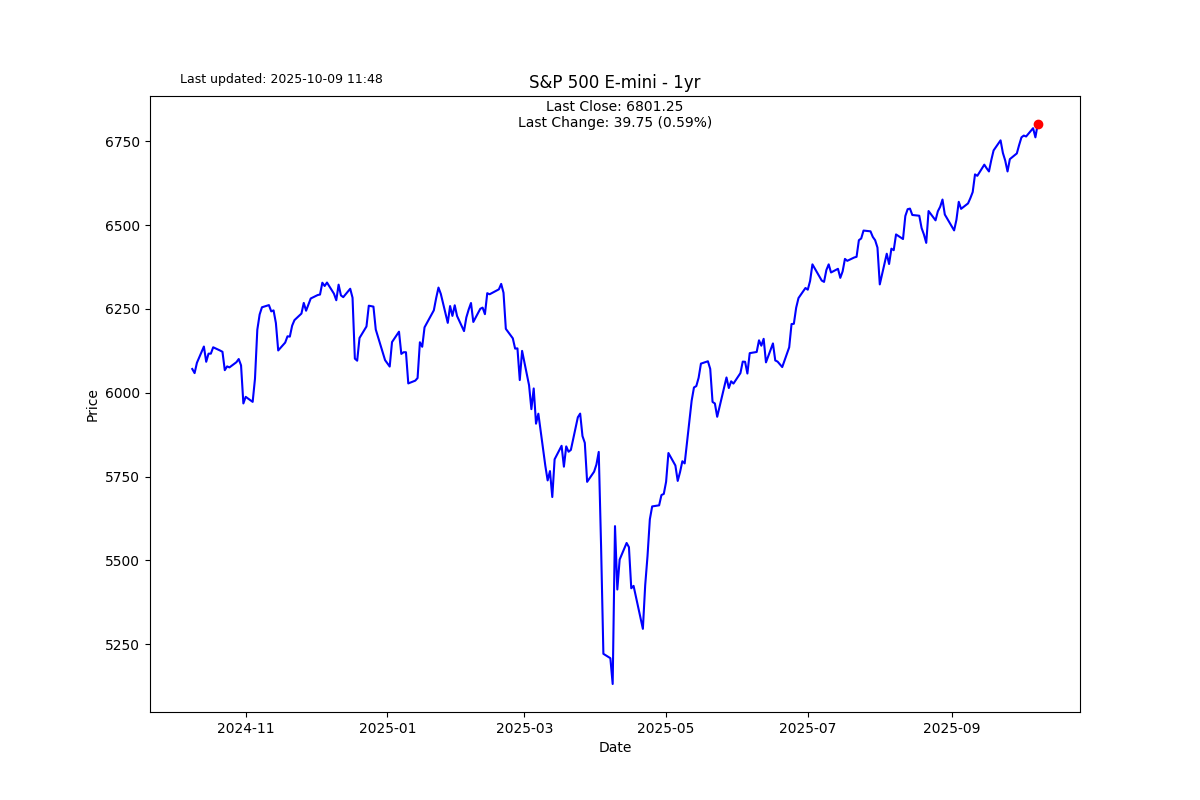 Last updated: 2025-10-09 11:48
S&P 500 E-mini - 1yr
Last Close: 6801.25
Last Change: 39.75 (0.59%)
Price
6750
6500
6250
6000
5750
5500
5250
2024-11
2025-01
2025-03
2025-05
2025-07
2025-09
Date